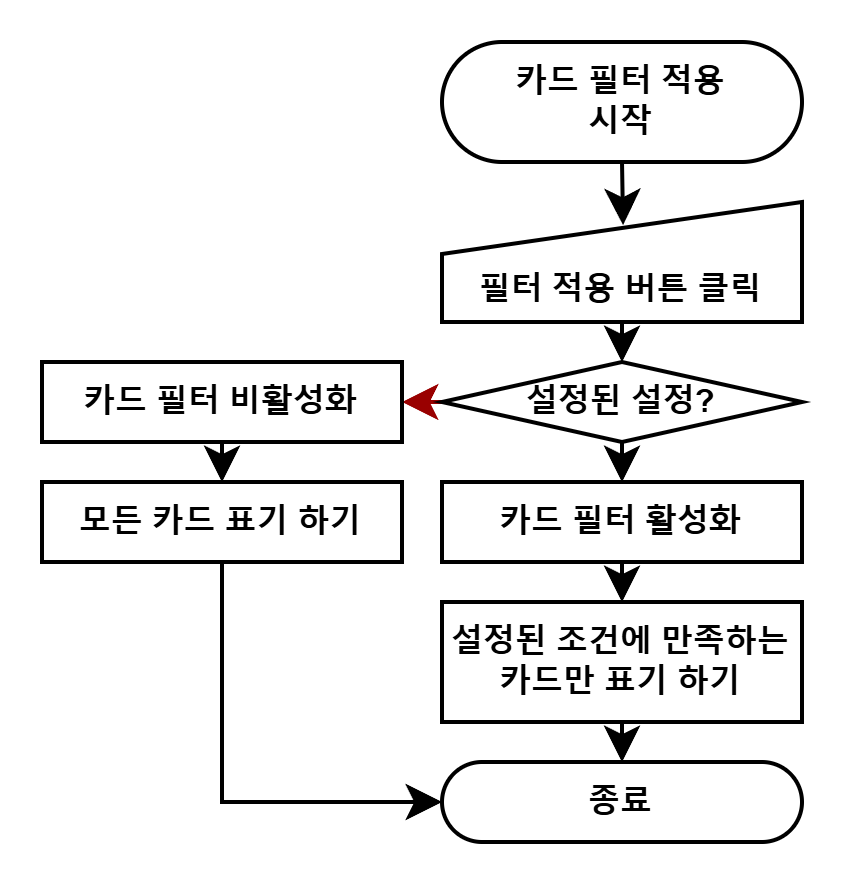 카드 필터 적용
시작
필터 적용 버튼 클릭
설정된 설정?
카드 필터 비활성화
모든 카드 표기 하기
카드 필터 활성화
설정된 조건에 만족하는
카드만 표기 하기
종료